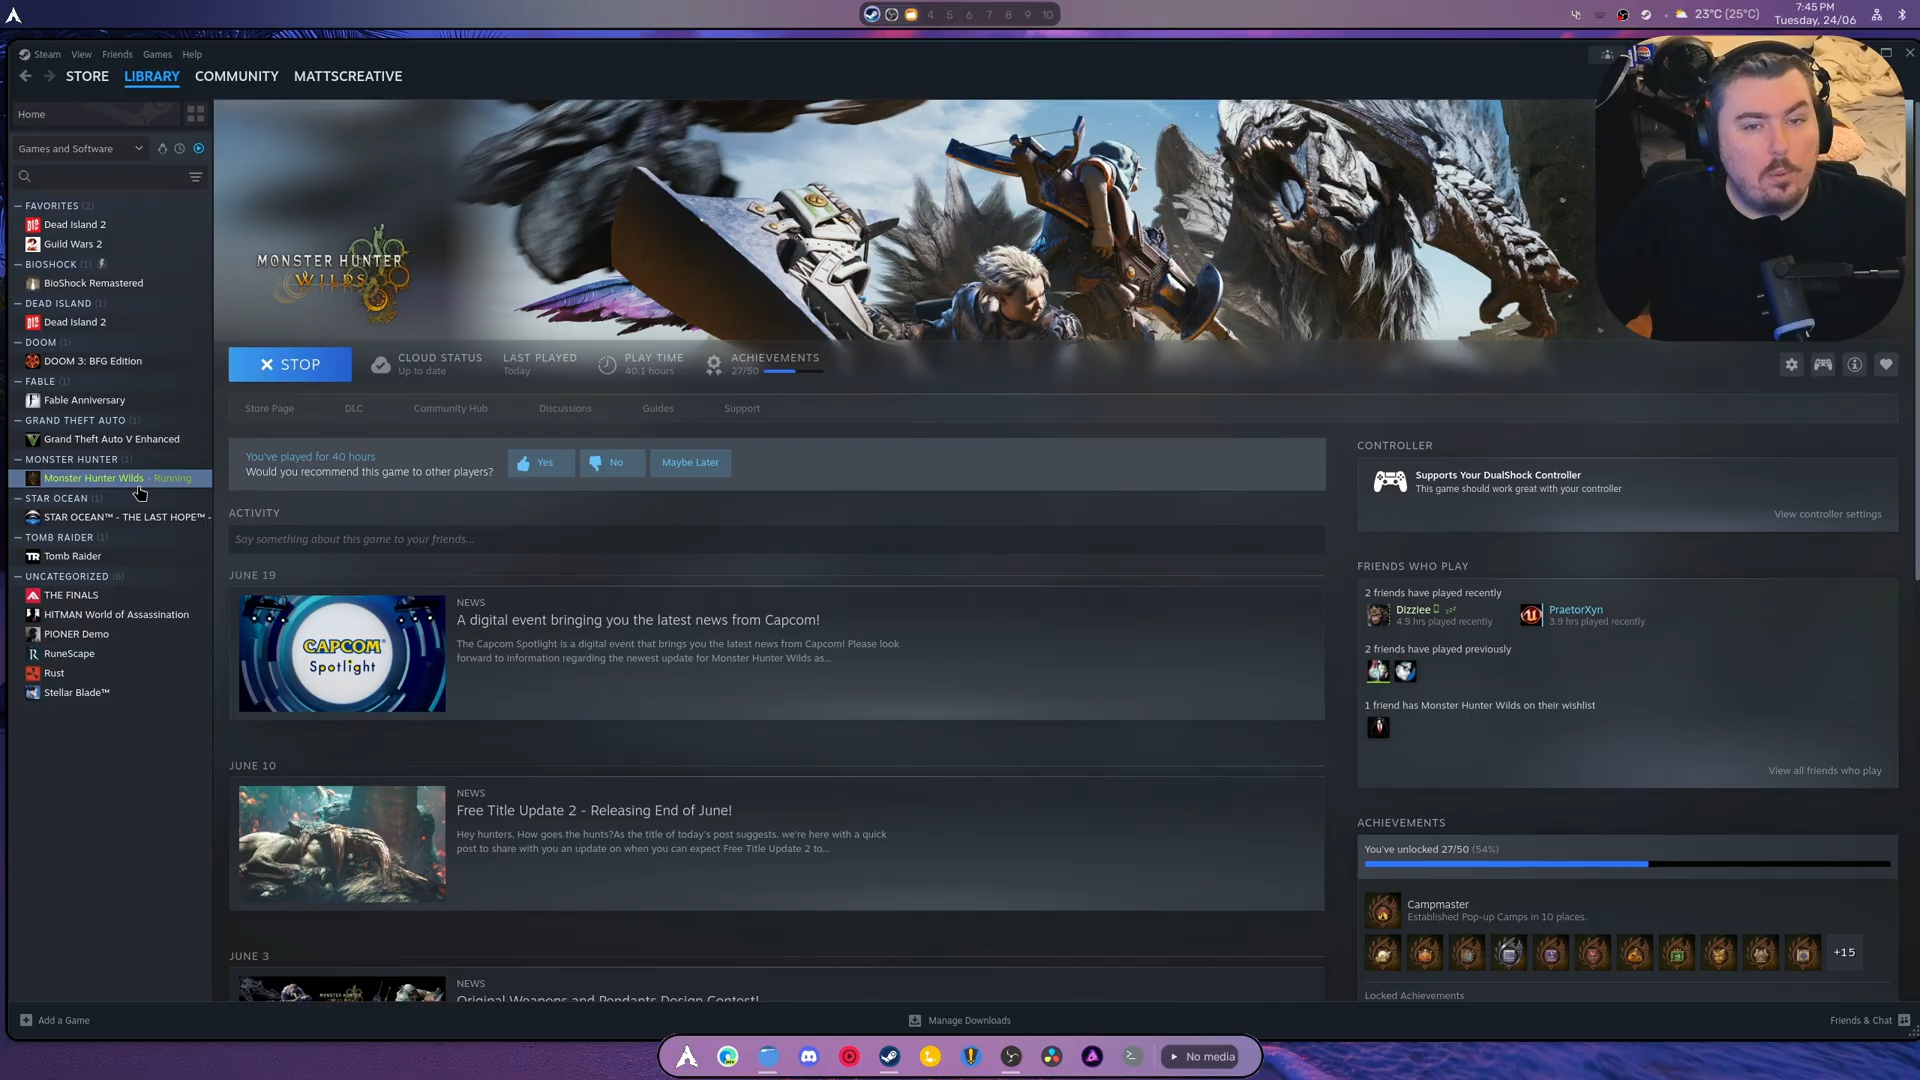 4 5 6 7 8 9 10
23°C (25°C)
7:45 PM
Tuesday, 24/06
Steam View Friends Games Help
STORE LIBRARY COMMUNITY MATTSCREATIVE
Home
Games and Software
— FAVORITES (2)
Dead Island 2
Guild Wars 2
— BIOSHOCK (1)
BioShock Remastered
— DEAD ISLAND (1)
Dead Island 2
— DOOM (1)
DOOM 3: BFG Edition
— FABLE (1)
Fable Anniversary
— GRAND THEFT AUTO (1)
Grand Theft Auto V Enhanced
— MONSTER HUNTER (1)
Monster Hunter Wilds - Running
— STAR OCEAN (1)
STAR OCEAN™ - THE LAST HOPE™ -
— TOMB RAIDER (1)
TR Tomb Raider
— UNCATEGORIZED (6)
THE FINALS
HITMAN World of Assassination
PIONER Demo
RuneScape
Rust
Stellar Blade™
MONSTER HUNTER
WILDS
STOP
CLOUD STATUS
Up to date
LAST PLAYED
Today
PLAY TIME
40.1 hours
ACHIEVEMENTS
27/50
Store Page DLC Community Hub Discussions Guides Support
You've played for 40 hours
Would you recommend this game to other players?
Yes No Maybe Later
ACTIVITY
Say something about this game to your friends...
JUNE 19
CAPCOM
Spotlight
NEWS
A digital event bringing you the latest news from Capcom!
The Capcom Spotlight is a digital event that brings you the latest news from Capcom! Please look
forward to information regarding the newest update for Monster Hunter Wilds as...
JUNE 10
NEWS
Free Title Update 2 - Releasing End of June!
Hey hunters, How goes the hunts?As the title of today's post suggests, we're here with a quick
post to share with you an update on when you can expect Free Title Update 2 to...
JUNE 3
NEWS
Original Weapons and Pendants Design Contest!
CONTROLLER
Supports Your DualShock Controller
This game should work great with your controller
View controller settings
FRIENDS WHO PLAY
2 friends have played recently
Dizzlee
4.9 hrs played recently
PraetorXyn
3.9 hrs played recently
2 friends have played previously
1 friend has Monster Hunter Wilds on their wishlist
View all friends who play
ACHIEVEMENTS
You've unlocked 27/50 (54%)
Campmaster
Established Pop-up Camps in 10 places.
+15
Locked Achievements
Add a Game
Manage Downloads
Friends & Chat
No media